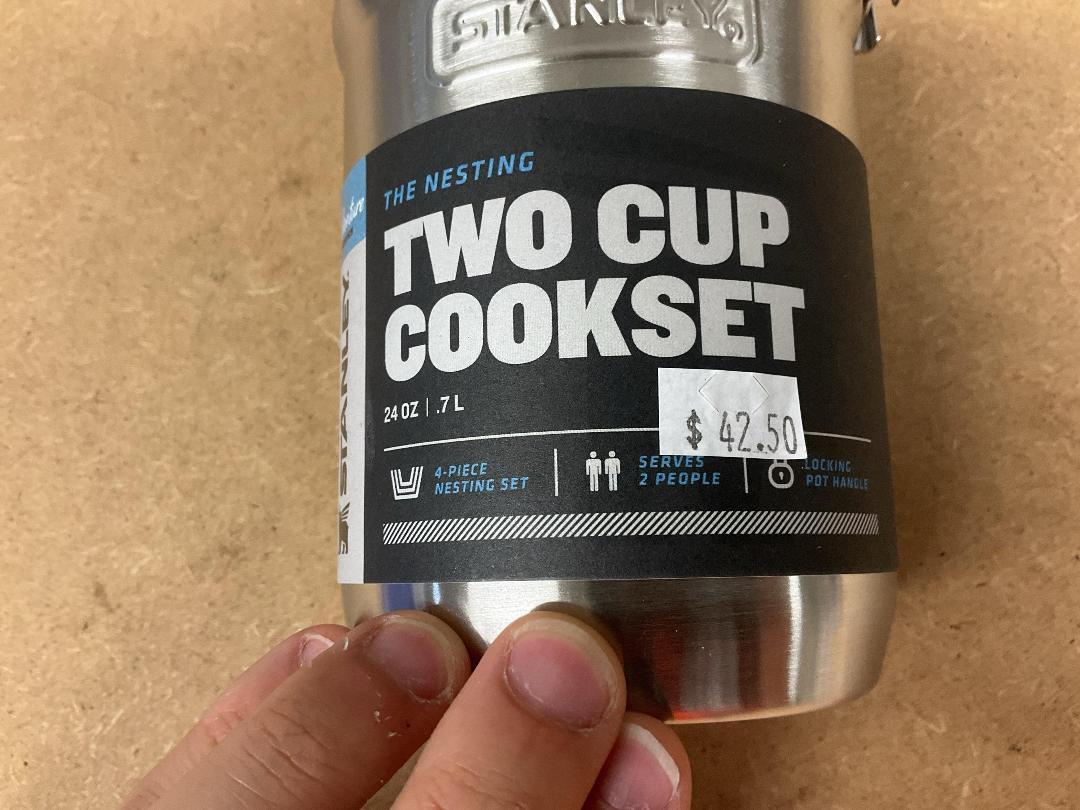 STANLEY
THE NESTING
TWO CUP
COOKSET
24 OZ | .7 L
$ 42.50
4-PIECE
NESTING SET
SERVES
2 PEOPLE
LOCKING
POT HANDLE
STANLEY